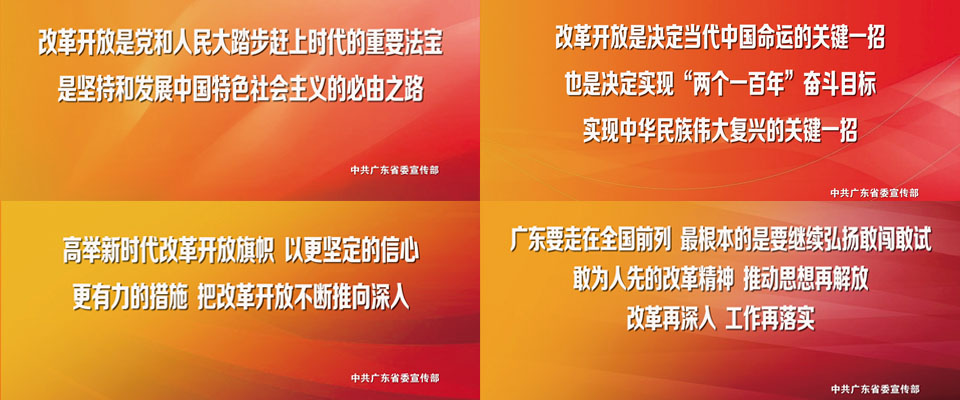 改革开放是党和人民大踏步赶上时代的重要法宝
是坚持和发展中国特色社会主义的必由之路
中共广东省委宣传部
改革开放是决定当代中国命运的关键一招
也是决定实现“两个一百年”奋斗目标
实现中华民族伟大复兴的关键一招
中共广东省委宣传部
高举新时代改革开放旗帜 以更坚定的信心
更有力的措施 把改革开放不断推向深入
中共广东省委宣传部
广东要走在全国前列 最根本的是要继续弘扬敢闯敢试
敢为人先的改革精神 推动思想再解放
改革再深入 工作再落实
中共广东省委宣传部